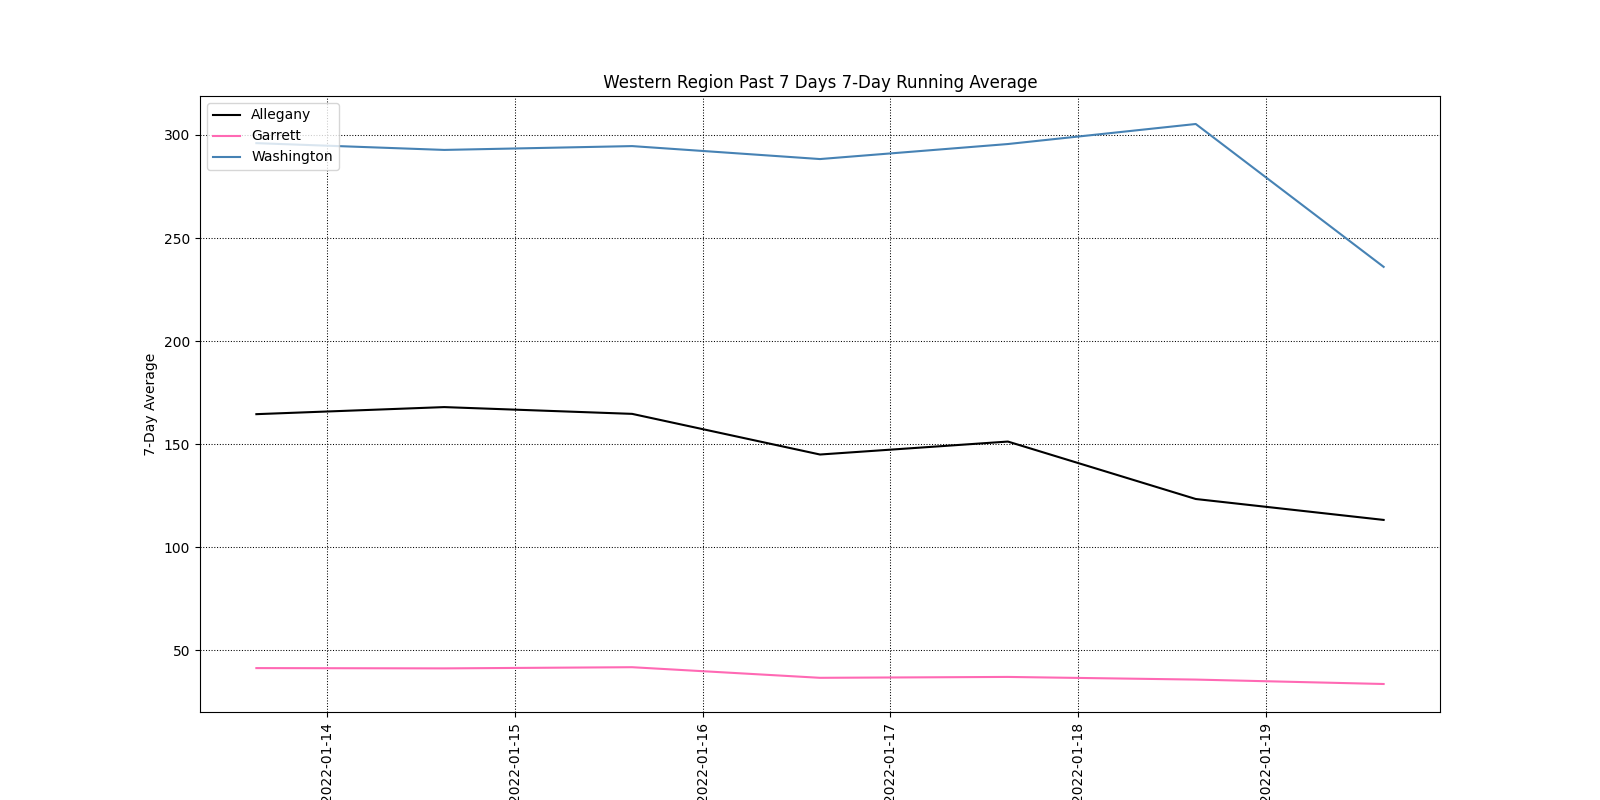 Western Region Past 7 Days 7-Day Running Average
Allegany
Garrett
Washington
300
250
200
150
100
50
7-Day Average
2022-01-14
2022-01-15
2022-01-16
2022-01-17
2022-01-18
2022-01-19